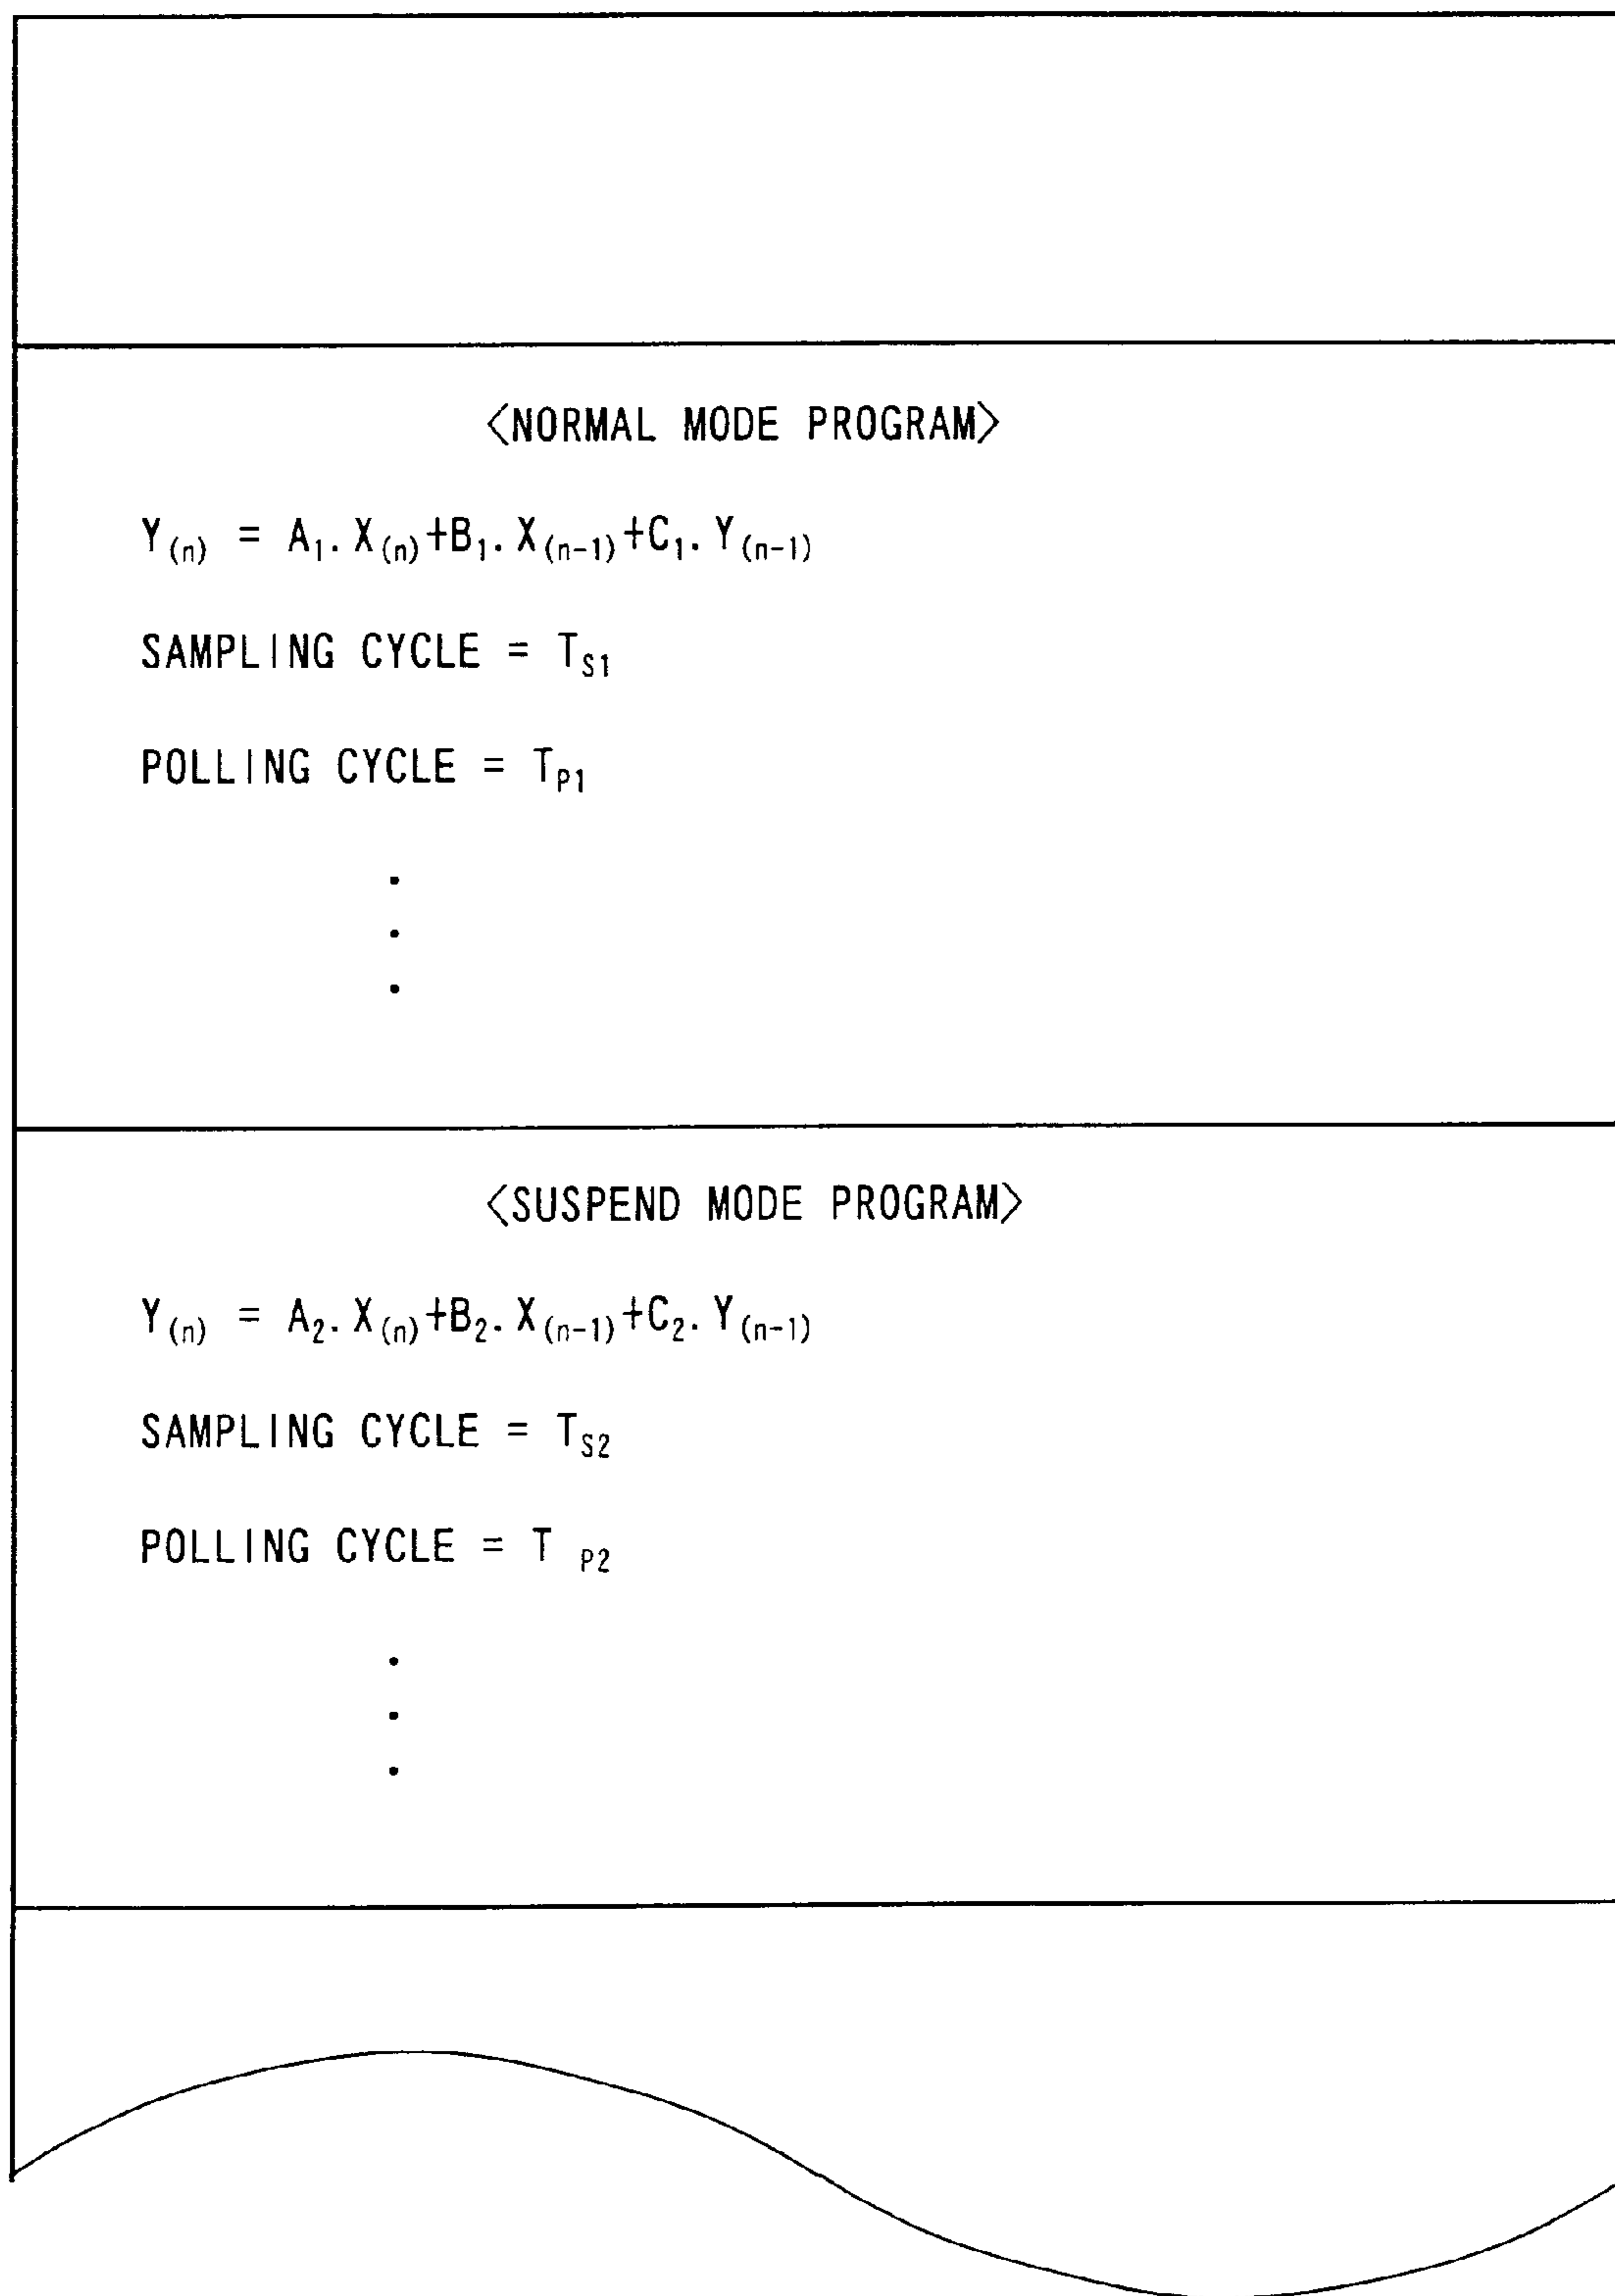 <NORMAL MODE PROGRAM>
Y(n) = A1. X(n)+B1. X(n-1)+C1. Y(n-1)
SAMPLING CYCLE = TS1
POLLING CYCLE = TP1
.
.
.
<SUSPEND MODE PROGRAM>
Y(n) = A2. X(n)+B2. X(n-1)+C2. Y(n-1)
SAMPLING CYCLE = TS2
POLLING CYCLE = T P2
.
.
.